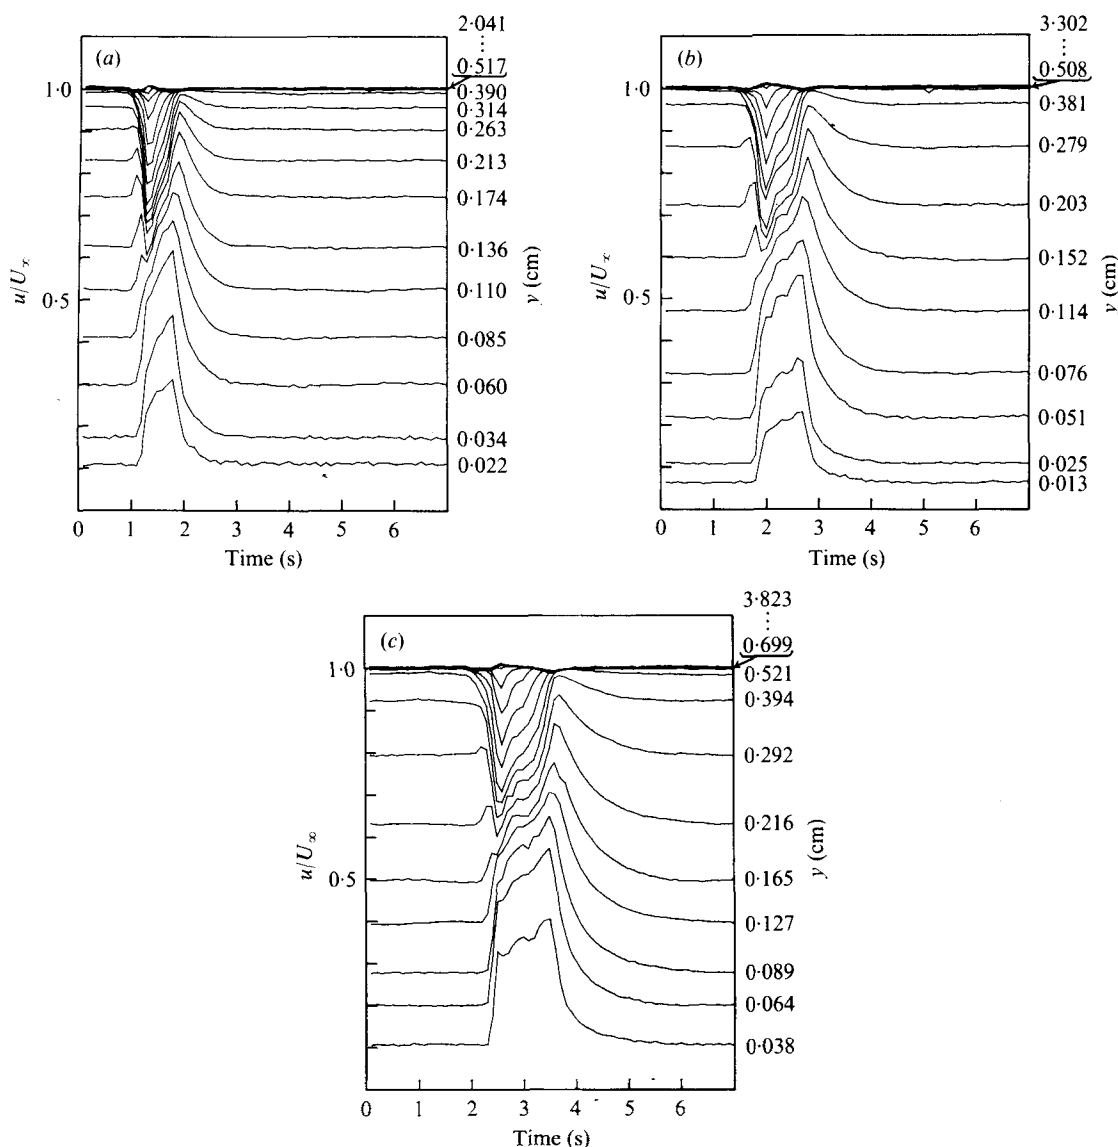 (a)
2·041
⋮
0·517
0·390
0·314
0·263
0·213
0·174
0·136
0·110
0·085
0·060
0·034
0·022
y (cm)
1·0
0·5
u/U∞
0 1 2 3 4 5 6
Time (s)
(b)
3·302
⋮
0·508
0·381
0·279
0·203
0·152
0·114
0·076
0·051
0·025
0·013
y (cm)
1·0
0·5
u/U∞
0 1 2 3 4 5 6
Time (s)
(c)
3·823
⋮
0·699
0·521
0·394
0·292
0·216
0·165
0·127
0·089
0·064
0·038
y (cm)
1·0
0·5
u/U∞
0 1 2 3 4 5 6
Time (s)